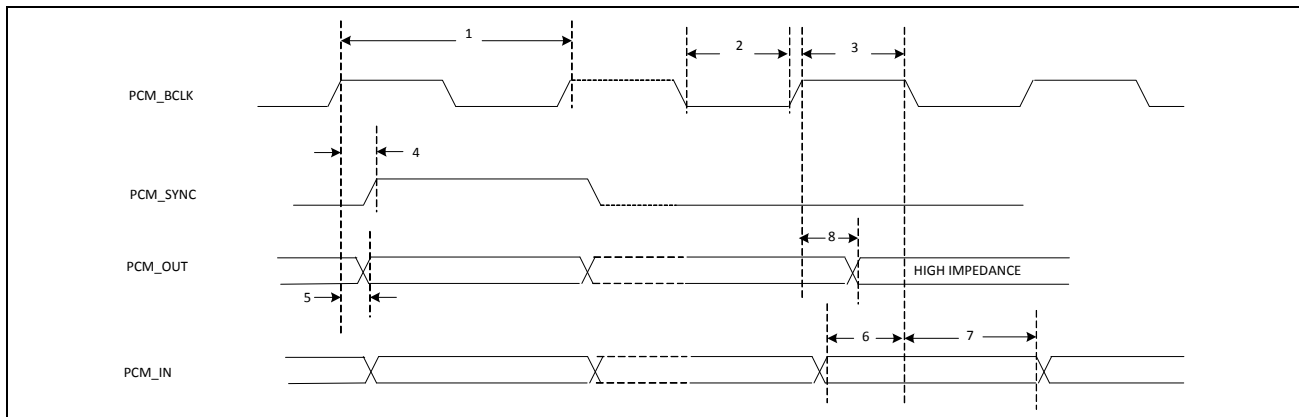 1
2
3
PCM_BCLK
4
PCM_SYNC
8
PCM_OUT
HIGH IMPEDANCE
5
6
7
PCM_IN